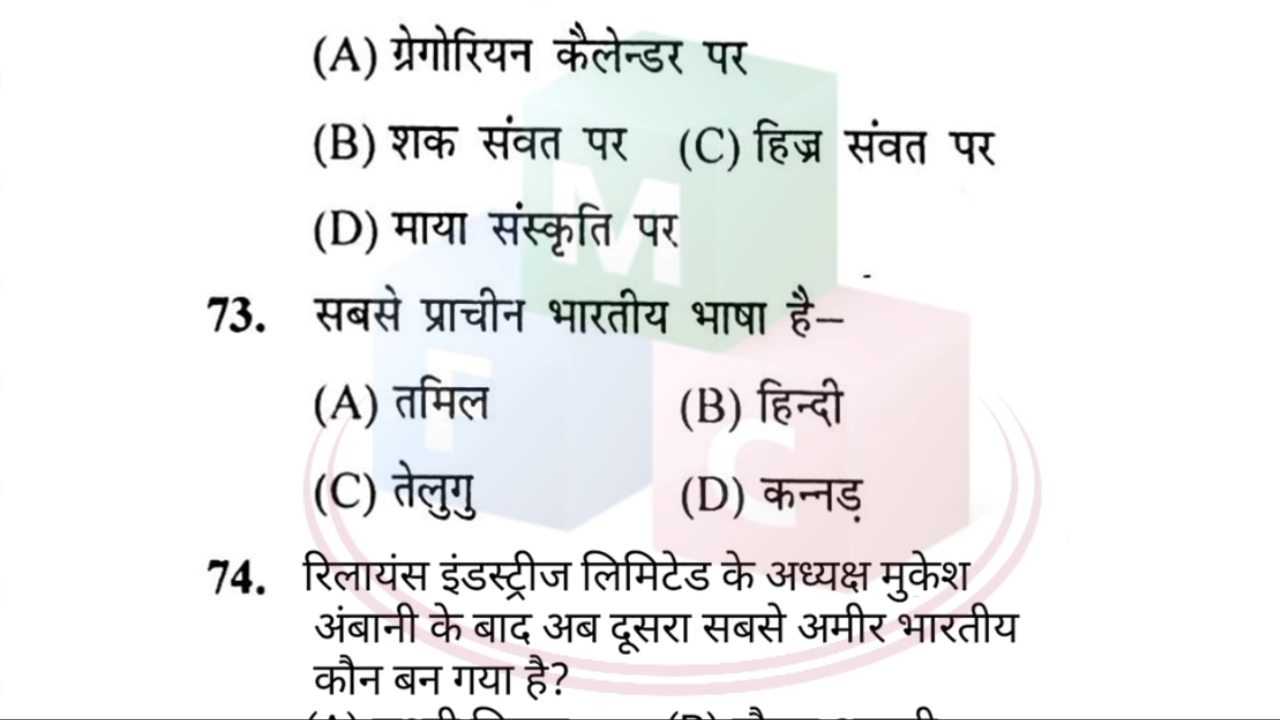 (A) ग्रेगोरियन कैलेन्डर पर
(B) शक संवत पर (C) हिज्र संवत पर
(D) माया संस्कृति पर
73. सबसे प्राचीन भारतीय भाषा है–
(A) तमिल (B) हिन्दी
(C) तेलुगु (D) कन्नड़
74. रिलायंस इंडस्ट्रीज लिमिटेड के अध्यक्ष मुकेश
अंबानी के बाद अब दूसरा सबसे अमीर भारतीय
कौन बन गया है?
M
T
C